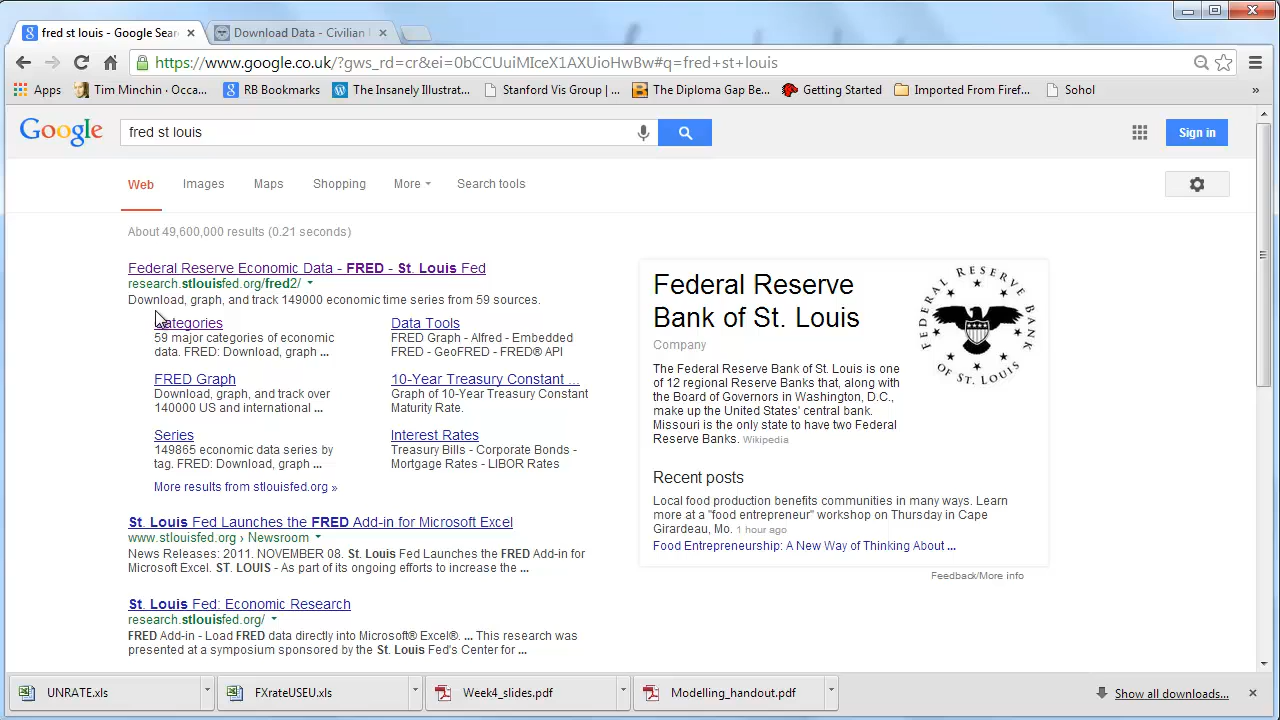 fred st louis - Google Sear
Download Data - Civilian
https://www.google.co.uk/?gws_rd=cr&ei=0bCCUuiMIceX1AXUioHwBw#q=fred+st+louis
Apps
Tim Minchin - Occa...
RB Bookmarks
The Insanely Illustrat...
Stanford Vis Group | ...
The Diploma Gap Be...
Getting Started
Imported From Firef...
Sohol
»
Google
fred st louis
Sign in
Web
Images
Maps
Shopping
More
Search tools
About 49,600,000 results (0.21 seconds)
Federal Reserve Economic Data - FRED - St. Louis Fed
research.stlouisfed.org/fred2/
Download, graph, and track 149000 economic time series from 59 sources.
Categories
59 major categories of economic
data. FRED: Download, graph ...
Data Tools
FRED Graph - Alfred - Embedded
FRED - GeoFRED - FRED® API
FRED Graph
Download, graph, and track over
140000 US and international ...
10-Year Treasury Constant ...
Graph of 10-Year Treasury Constant
Maturity Rate.
Series
149865 economic data series by
tag. FRED: Download, graph ...
Interest Rates
Treasury Bills - Corporate Bonds -
Mortgage Rates - LIBOR Rates
More results from stlouisfed.org »
St. Louis Fed Launches the FRED Add-in for Microsoft Excel
www.stlouisfed.org › Newsroom
News Releases: 2011. NOVEMBER 08. St. Louis Fed Launches the FRED Add-in for
Microsoft Excel. ST. LOUIS - As part of its ongoing efforts to increase the ...
St. Louis Fed: Economic Research
research.stlouisfed.org/
FRED Add-in - Load FRED data directly into Microsoft® Excel®. ... This research was
presented at a symposium sponsored by the St. Louis Fed's Center for ...
Federal Reserve
Bank of St. Louis
Company
FEDERAL RESERVE BANK
OF ST. LOUIS
The Federal Reserve Bank of St. Louis is one
of 12 regional Reserve Banks that, along with
the Board of Governors in Washington, D.C.,
make up the United States' central bank.
Missouri is the only state to have two Federal
Reserve Banks. Wikipedia
Recent posts
Local food production benefits communities in many ways. Learn
more at a "food entrepreneur" workshop on Thursday in Cape
Girardeau, Mo. 1 hour ago
Food Entrepreneurship: A New Way of Thinking About ...
Feedback/More info
UNRATE.xls
FXrateUSEU.xls
Week4_slides.pdf
Modelling_handout.pdf
Show all downloads...